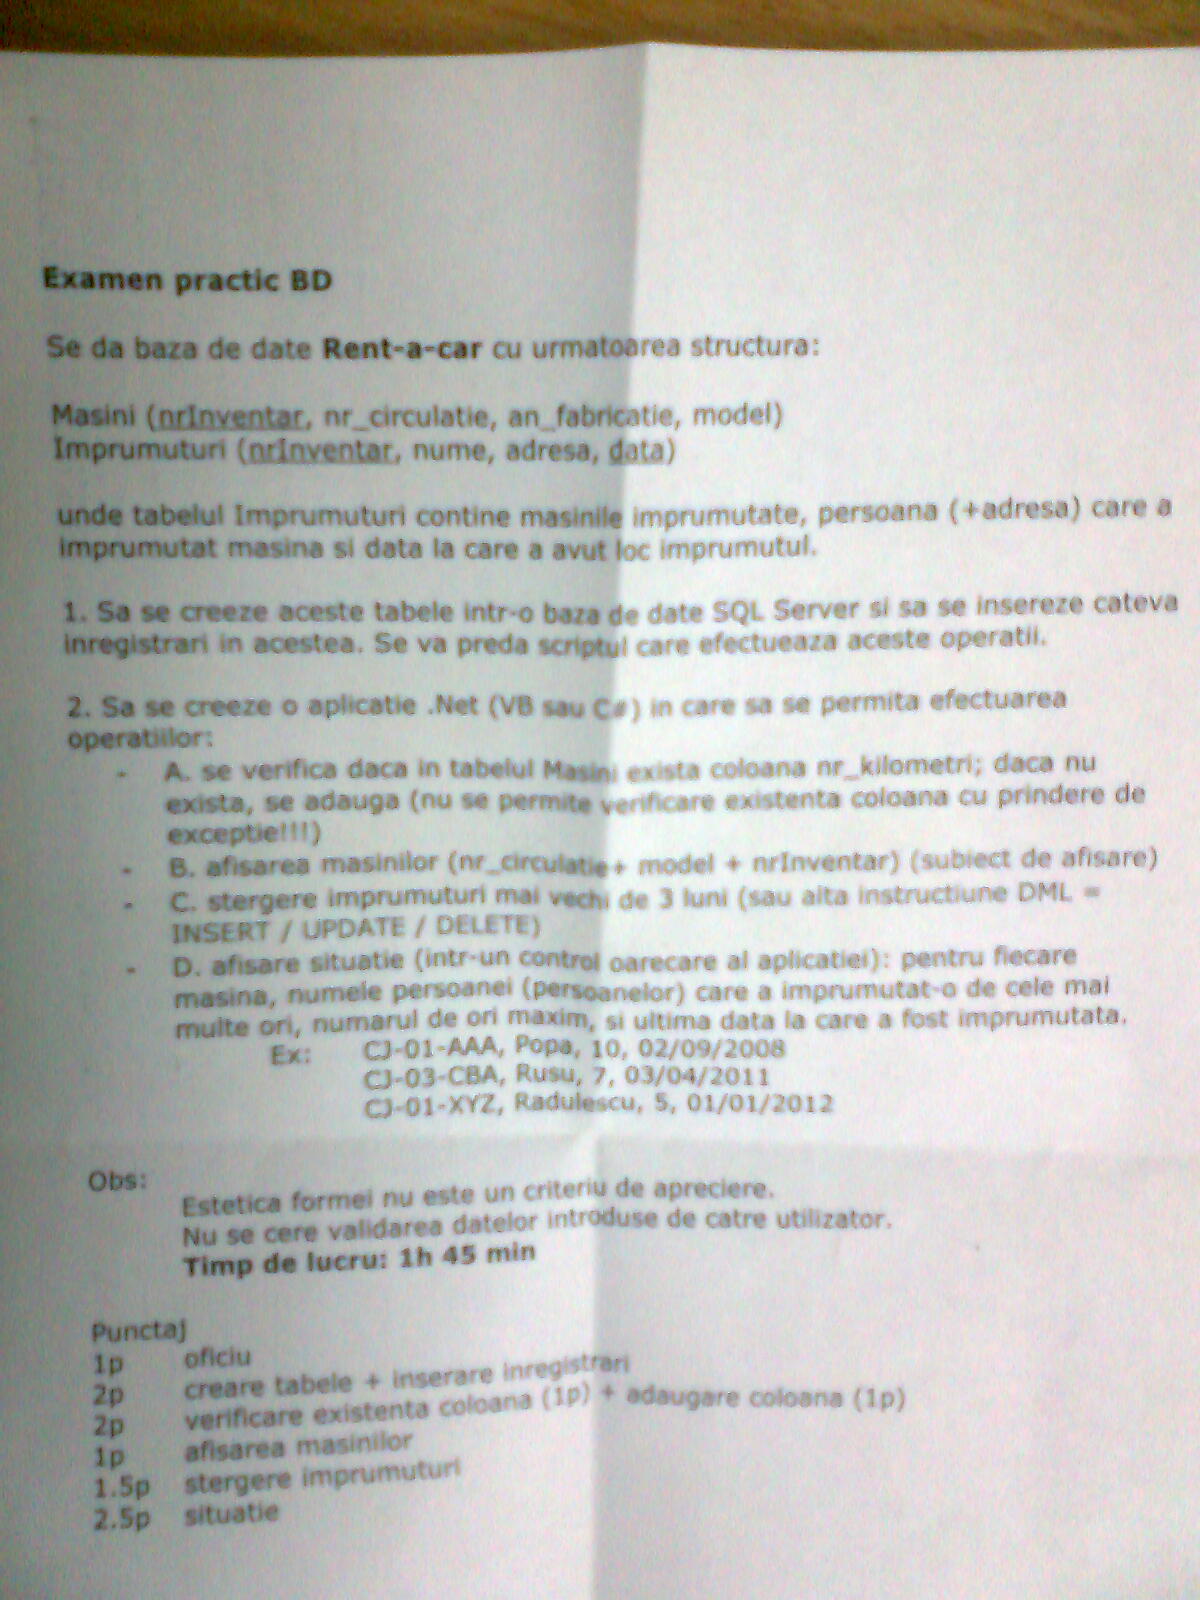 Examen practic BD
Se da baza de date Rent-a-car cu urmatoarea structura:
Masini (nrInventar, nr_circulatie, an_fabricatie, model)
Imprumuturi (nrInventar, nume, adresa, data)
unde tabelul Imprumuturi contine masinile imprumutate, persoana (+adresa) care a
imprumutat masina si data la care a avut loc imprumutul.
1. Sa se creeze aceste tabele intr-o baza de date SQL Server si sa se insereze cateva
inregistrari in acestea. Se va preda scriptul care efectueaza aceste operatii.
2. Sa se creeze o aplicatie .Net (VB sau C#) in care sa se permita efectuarea
operatiilor:
- A. se verifica daca in tabelul Masini exista coloana nr_kilometri; daca nu
exista, se adauga (nu se permite verificare existenta coloana cu prindere de
exceptie!!!)
- B. afisarea masinilor (nr_circulatie+ model + nrInventar) (subiect de afisare)
- C. stergere imprumuturi mai vechi de 3 luni (sau alta instructiune DML =
INSERT / UPDATE / DELETE)
- D. afisare situatie (intr-un control oarecare al aplicatiei): pentru fiecare
masina, numele persoanei (persoanelor) care a imprumutat-o de cele mai
multe ori, numarul de ori maxim, si ultima data la care a fost imprumutata.
Ex: CJ-01-AAA, Popa, 10, 02/09/2008
CJ-03-CBA, Rusu, 7, 03/04/2011
CJ-01-XYZ, Radulescu, 5, 01/01/2012
Obs:
Estetica formei nu este un criteriu de apreciere.
Nu se cere validarea datelor introduse de catre utilizator.
Timp de lucru: 1h 45 min
Punctaj
1p oficiu
2p creare tabele + inserare inregistrari
2p verificare existenta coloana (1p) + adaugare coloana (1p)
1p afisarea masinilor
1.5p stergere imprumuturi
2.5p situatie